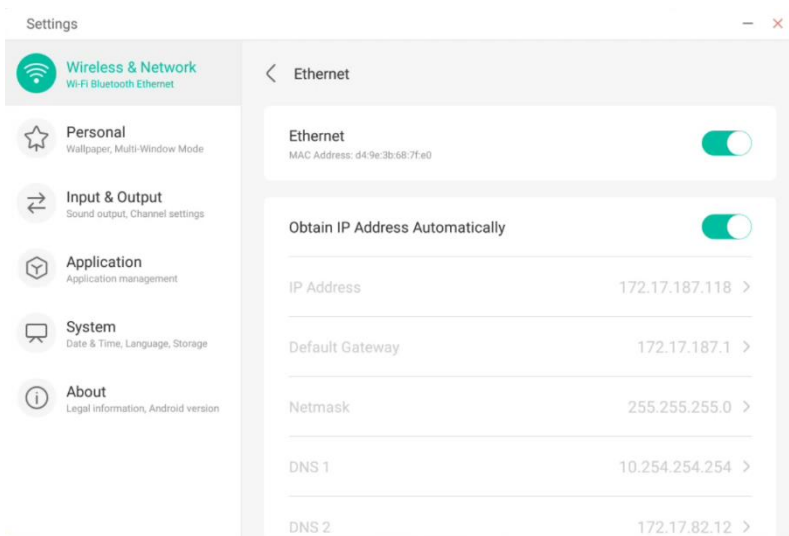 Settings
Wireless & Network
Wi-Fi Bluetooth Ethernet
Personal
Wallpaper, Multi-Window Mode
Input & Output
Sound output, Channel settings
Application
Application management
System
Date & Time, Language, Storage
About
Legal information, Android version
Ethernet
Ethernet
MAC Address: d4:9e:3b:68:7f:e0
Obtain IP Address Automatically
IP Address 172.17.187.118
Default Gateway 172.17.187.1
Netmask 255.255.255.0
DNS 1 10.254.254.254
DNS 2 172.17.82.12